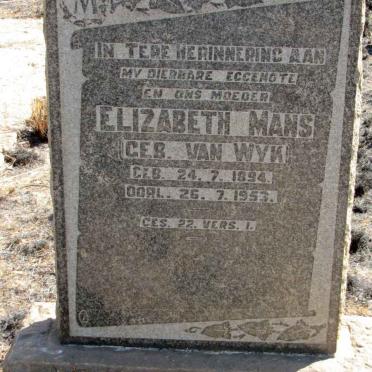 IN TERE HERINNERING AAN
MY DIERBARE EGGENOTE
EN ONS MOEDER
ELIZABETH MANS
(GEB. VAN WYK)
GEB. 24. 7. 1894.
OORL. 26. 7. 1953.
GES. 22. VERS. 1.